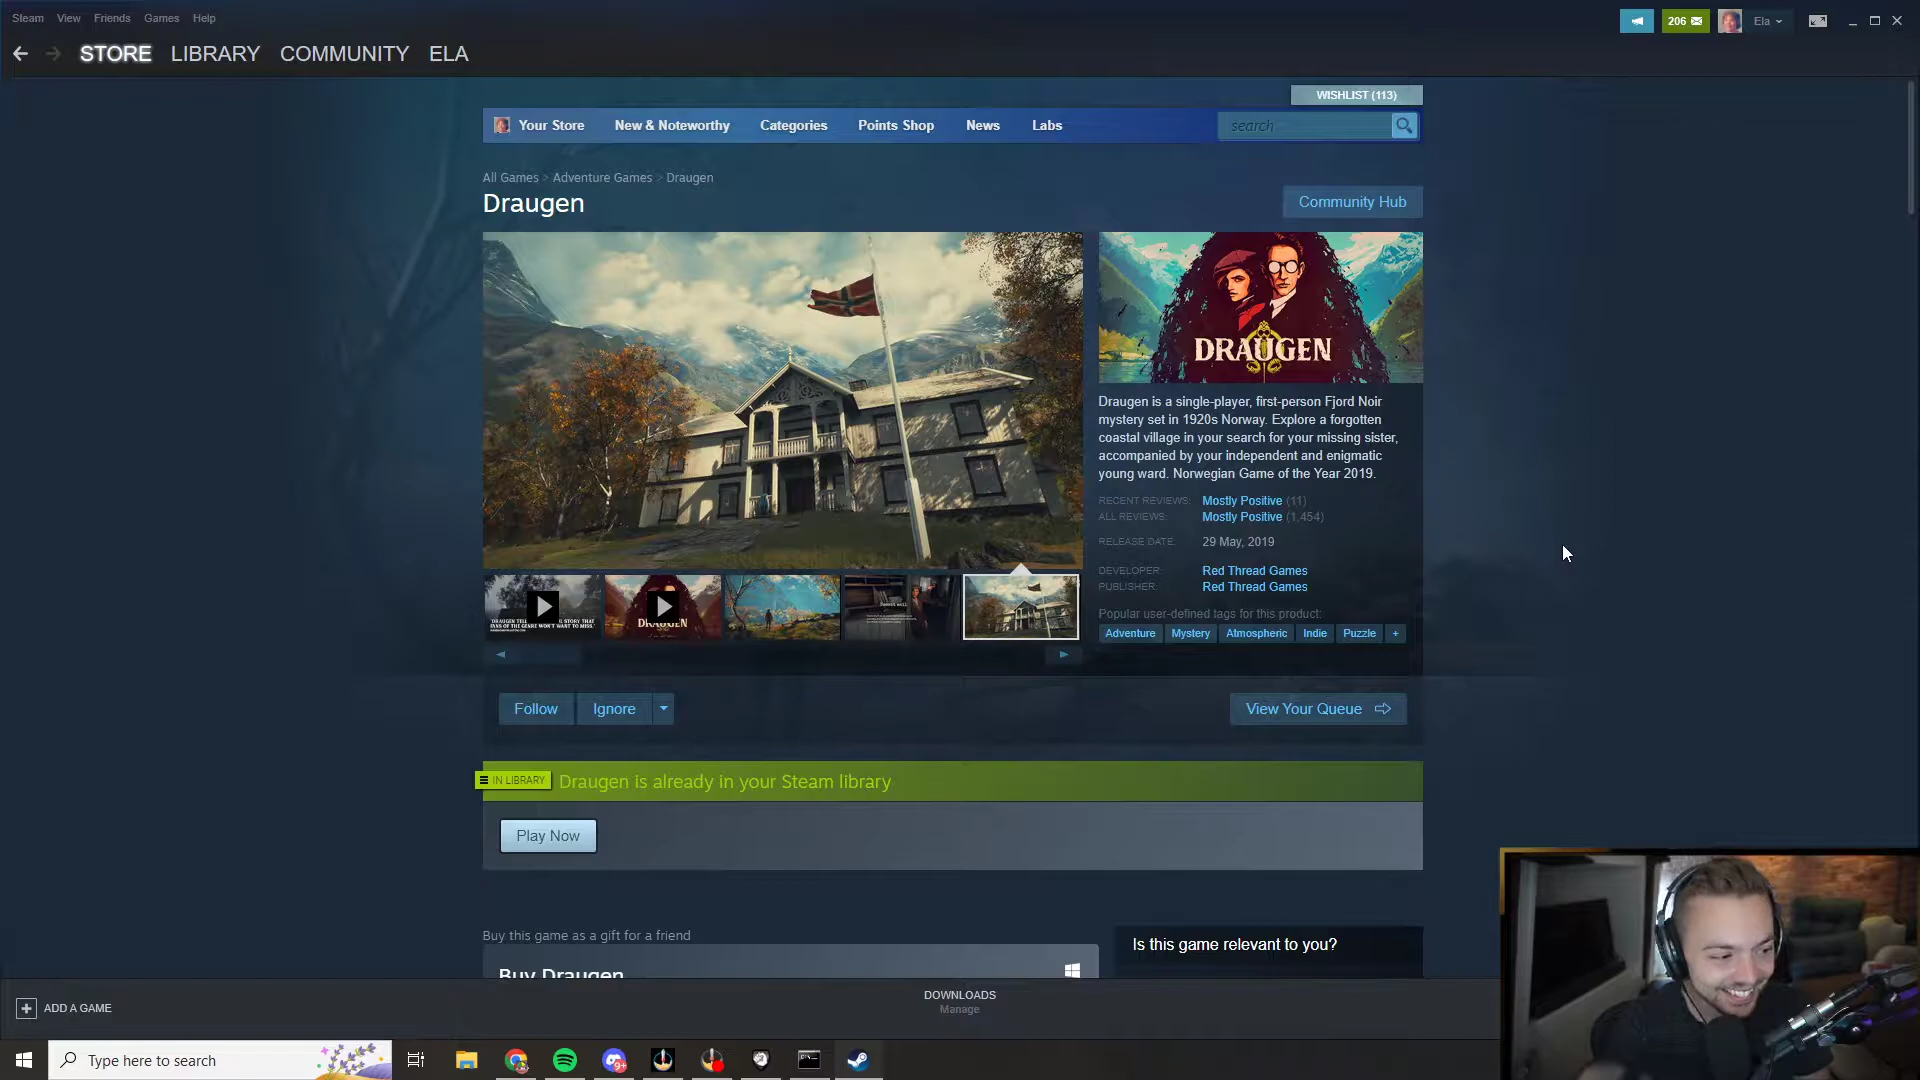 Steam View Friends Games Help
206
Ela
STORE LIBRARY COMMUNITY ELA
WISHLIST (113)
Your Store New & Noteworthy Categories Points Shop News Labs
search
All Games > Adventure Games > Draugen
Draugen
Community Hub
DRAUGEN
Draugen is a single-player, first-person Fjord Noir
mystery set in 1920s Norway. Explore a forgotten
coastal village in your search for your missing sister,
accompanied by your independent and enigmatic
young ward. Norwegian Game of the Year 2019.
RECENT REVIEWS: Mostly Positive (11)
ALL REVIEWS: Mostly Positive (1,454)
RELEASE DATE: 29 May, 2019
DEVELOPER: Red Thread Games
PUBLISHER: Red Thread Games
Popular user-defined tags for this product:
Adventure Mystery Atmospheric Indie Puzzle +
DRAUGEN
Follow Ignore
View Your Queue
IN LIBRARY
Draugen is already in your Steam library
Play Now
Buy this game as a gift for a friend
Buy Draugen
Is this game relevant to you?
ADD A GAME
DOWNLOADS
Manage
Type here to search
9+